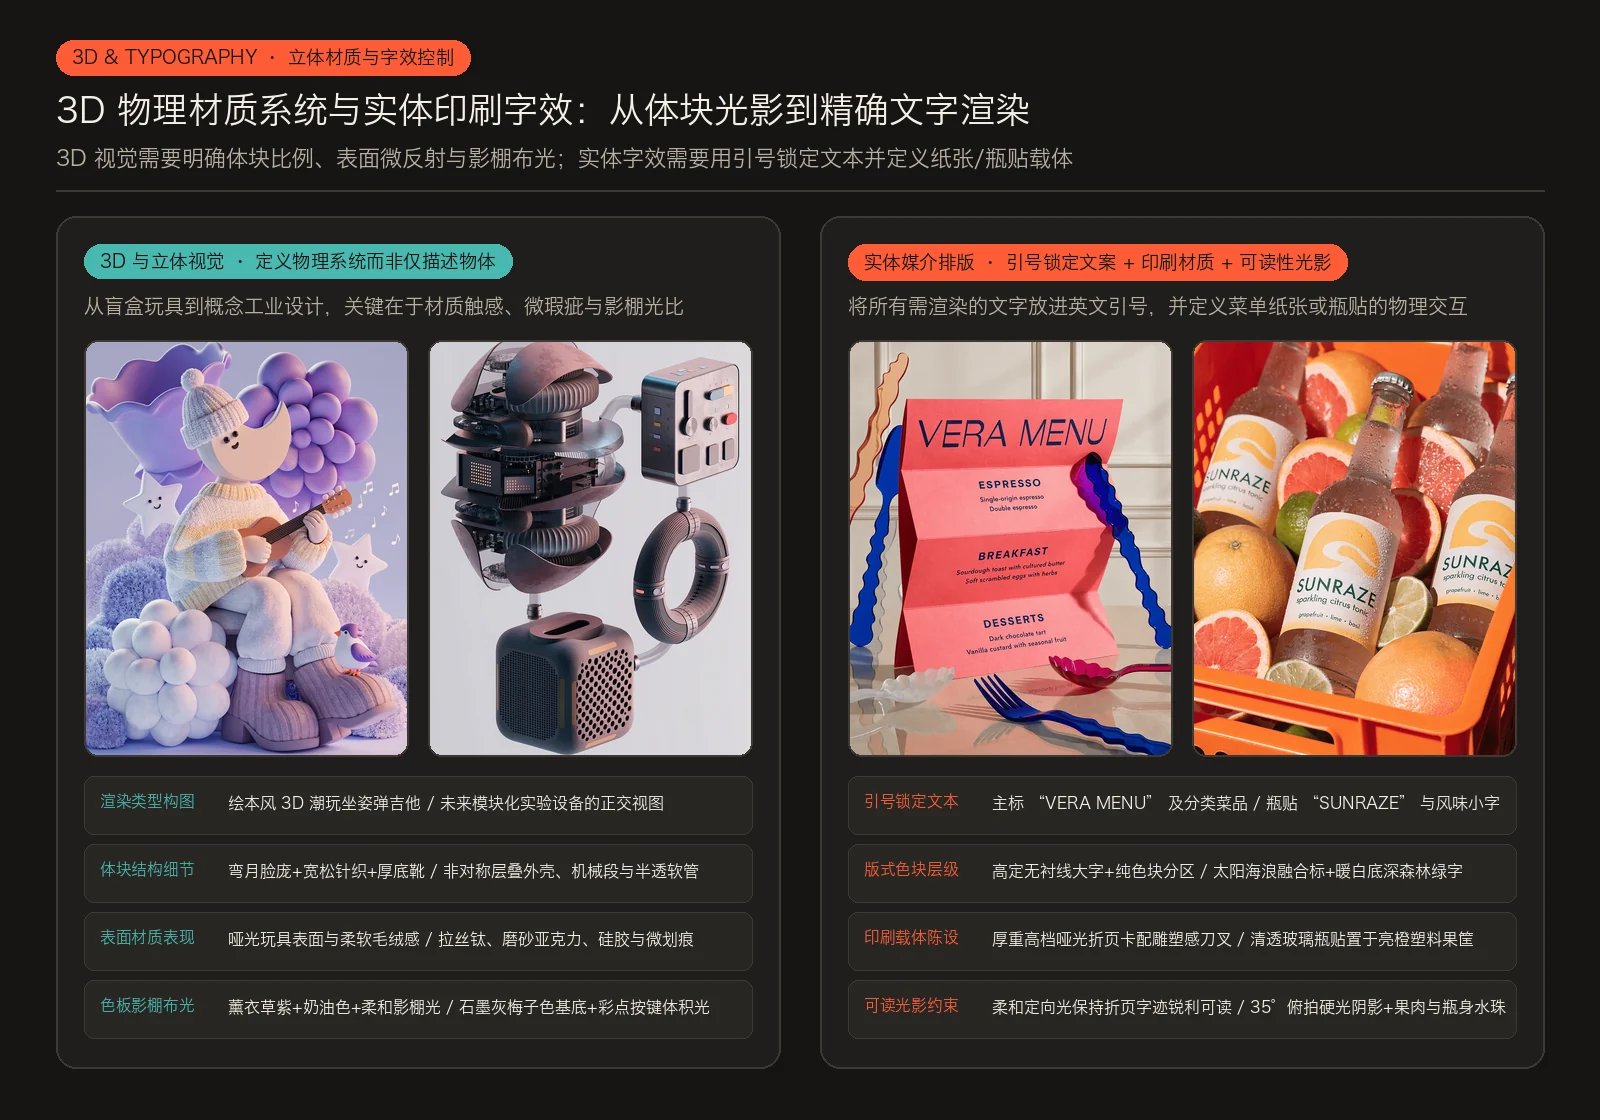 3D & TYPOGRAPHY · 立体材质与字效控制
3D 物理材质系统与实体印刷字效：从体块光影到精确文字渲染
3D 视觉需要明确体块比例、表面微反射与影棚布光；实体字效需要用引号锁定文本并定义纸张/瓶贴载体
3D 与立体视觉 · 定义物理系统而非仅描述物体
从盲盒玩具到概念工业设计，关键在于材质触感、微瑕疵与影棚光比
渲染类型构图 绘本风 3D 潮玩坐姿弹吉他 / 未来模块化实验设备的正交视图
体块结构细节 弯月脸庞+宽松针织+厚底靴 / 非对称层叠外壳、机械段与半透软管
表面材质表现 哑光玩具表面与柔软毛绒感 / 拉丝钛、磨砂亚克力、硅胶与微划痕
色板影棚布光 薰衣草紫+奶油色+柔和影棚光 / 石墨灰梅子色基底+彩点按键体积光
实体媒介排版 · 引号锁定文案 + 印刷材质 + 可读性光影
将所有需渲染的文字放进英文引号，并定义菜单纸张或瓶贴的物理交互
VERA MENU
ESPRESSO
Single-origin espresso
Double espresso
BREAKFAST
Sourdough toast with cultured butter
Soft scrambled eggs with herbs
DESSERTS
Dark chocolate tart
Vanilla custard with seasonal fruit
SUNRAZE
sparkling citrus tonic
SUNRAZE
sparkling citrus tonic
grapefruit · lime · basil
SUNRAZ
sparkling citrus to
引号锁定文本 主标 “VERA MENU” 及分类菜品 / 瓶贴 “SUNRAZE” 与风味小字
版式色块层级 高定无衬线大字+纯色块分区 / 太阳海浪融合标+暖白底深森林绿字
印刷载体陈设 厚重高档哑光折页卡配雕塑感刀叉 / 清透玻璃瓶贴置于亮橙塑料果筐
可读光影约束 柔和定向光保持折页字迹锐利可读 / 35° 俯拍硬光阴影+果肉与瓶身水珠